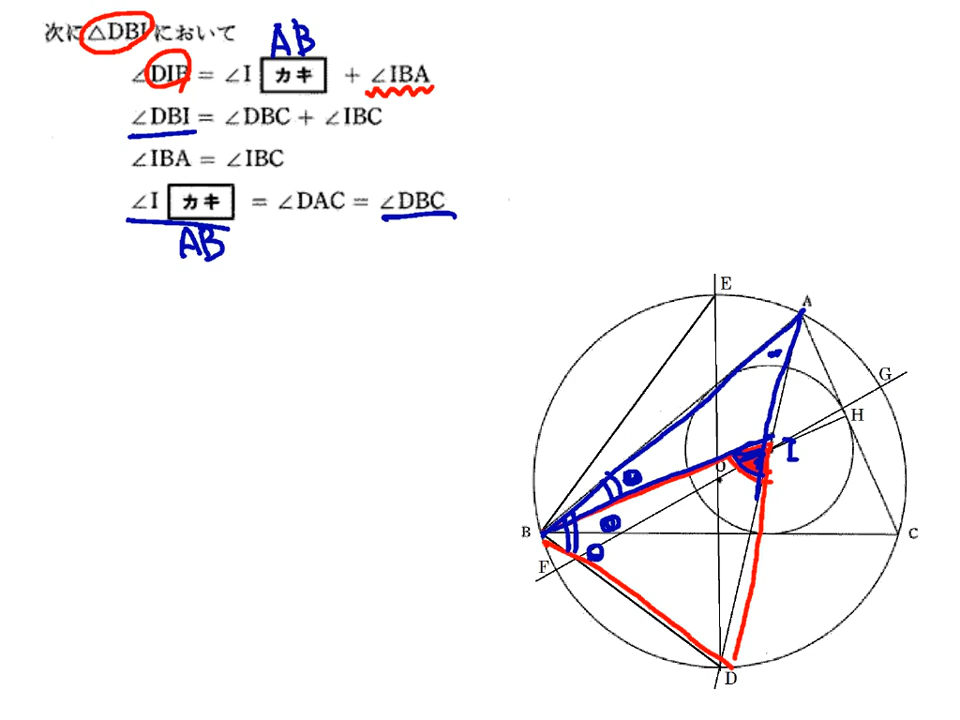 次に△DBIにおいて
AB
∠DIB = ∠I カキ + ∠IBA
∠DBI = ∠DBC + ∠IBC
∠IBA = ∠IBC
∠I カキ = ∠DAC = ∠DBC
AB
E
A
G
H
I
O
B
C
F
D